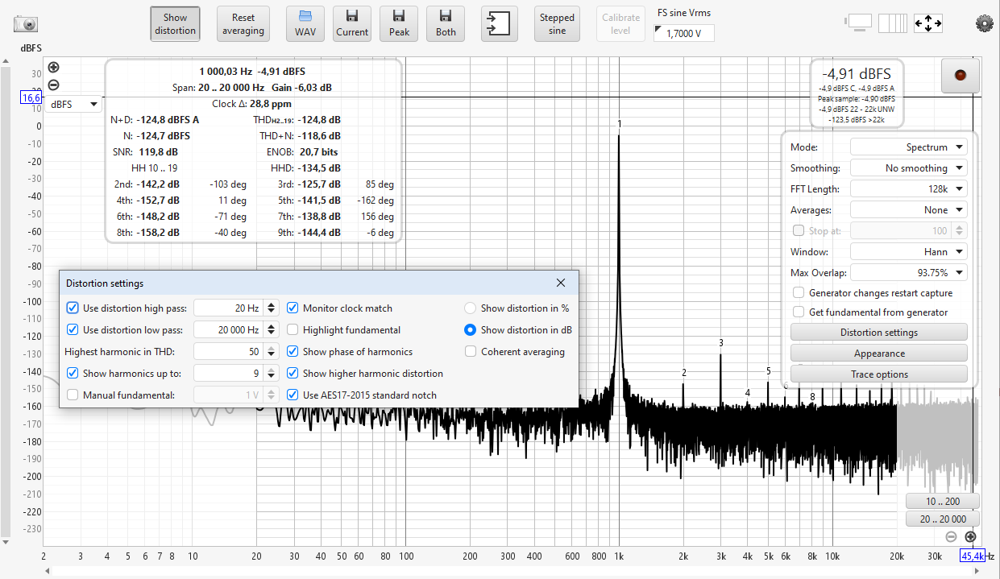 Show distortion
Reset averaging
WAV
Current
Peak
Both
Stepped sine
Calibrate level
FS sine Vrms
1,7000 V
dBFS
30
16,6
10
0
-10
-20
-30
-40
-50
-60
-70
-80
-90
-100
-110
-120
-130
-140
-150
-160
-170
-180
-190
-200
-210
-220
-230
dBFS
1 000,03 Hz -4,91 dBFS
Span: 20 .. 20 000 Hz Gain -6,03 dB
Clock Δ: 28,8 ppm
N+D: -124,8 dBFS A THDH2..19: -124,8 dB
N: -124,7 dBFS THD+N: -118,6 dB
SNR: 119,8 dB ENOB: 20,7 bits
HH 10 .. 19 HHD: -134,5 dB
2nd: -142,2 dB -103 deg 3rd: -125,7 dB 85 deg
4th: -152,7 dB 11 deg 5th: -141,5 dB -162 deg
6th: -148,2 dB -71 deg 7th: -138,8 dB 156 deg
8th: -158,2 dB -40 deg 9th: -144,4 dB -6 deg
-4,91 dBFS
-4,9 dBFS C, -4,9 dBFS A
Peak sample: -4,90 dBFS
-4,9 dBFS 22 - 22k UNW
-123,5 dBFS >22k
Mode: Spectrum
Smoothing: No smoothing
FFT Length: 128k
Averages: None
Stop at: 100
Window: Hann
Max Overlap: 93.75%
Generator changes restart capture
Get fundamental from generator
Distortion settings
Appearance
Trace options
Distortion settings
Use distortion high pass: 20 Hz Monitor clock match Show distortion in %
Use distortion low pass: 20 000 Hz Highlight fundamental Show distortion in dB
Highest harmonic in THD: 50 Show phase of harmonics Coherent averaging
Show harmonics up to: 9 Show higher harmonic distortion
Manual fundamental: 1 V Use AES17-2015 standard notch
1
2
3
4
5
8
10 .. 200
20 .. 20 000
2 3 4 5 6 7 8 10 20 30 40 50 60 80 100 200 300 400 600 800 1k 2k 3k 4k 5k 6k 8k 10k 20k 30k 45,4k Hz